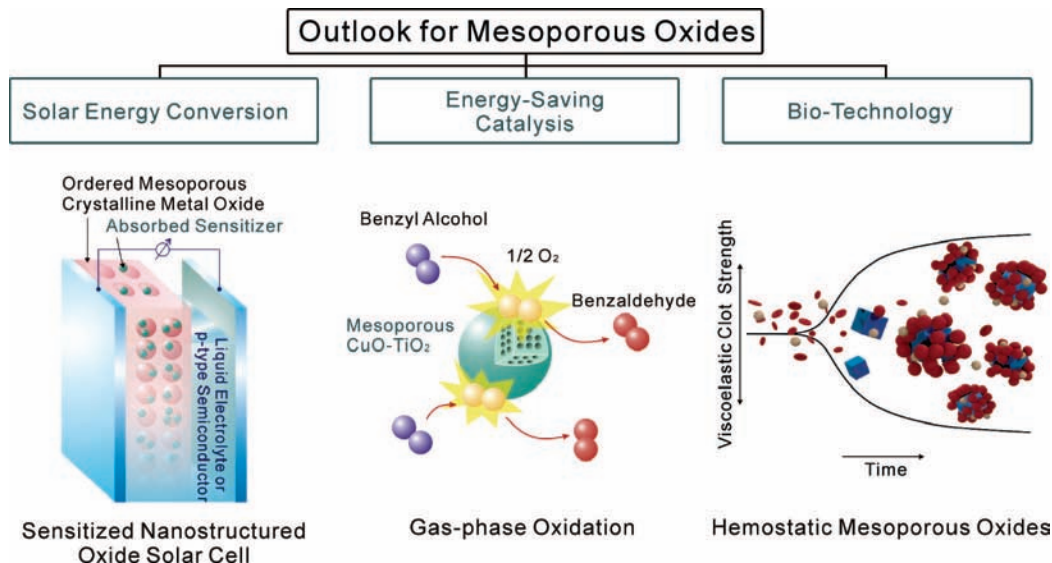 Outlook for Mesoporous Oxides
Solar Energy Conversion
Energy-Saving
Catalysis
Bio-Technology
Ordered Mesoporous
Crystalline Metal Oxide
Absorbed Sensitizer
Liquid Electrolyte or
p-type Semiconductor
Sensitized Nanostructured
Oxide Solar Cell
Benzyl Alcohol
1/2 O₂
Benzaldehyde
Mesoporous
CuO-TiO₂
Gas-phase Oxidation
Viscoelastic Clot Strength
Time
Hemostatic Mesoporous Oxides